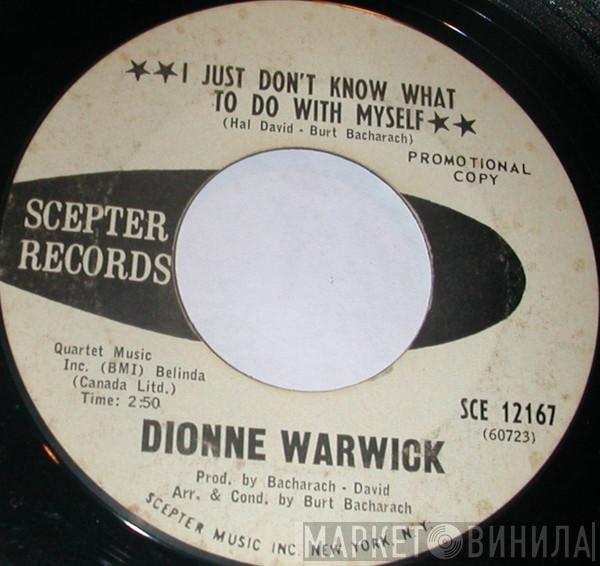 ★★I JUST DON'T KNOW WHAT
TO DO WITH MYSELF★★
(Hal David - Burt Bacharach)
PROMOTIONAL
COPY
SCEPTER
RECORDS
Quartet Music
Inc. (BMI) Belinda
(Canada Litd.)
Time: 2:50
SCE 12167
(60723)
DIONNE WARWICK
Prod. by Bacharach - David
Arr. & Cond. by Burt Bacharach
SCEPTER MUSIC INC. NEW YORK, N.Y.
МАРКЕТ ВИНИЛА